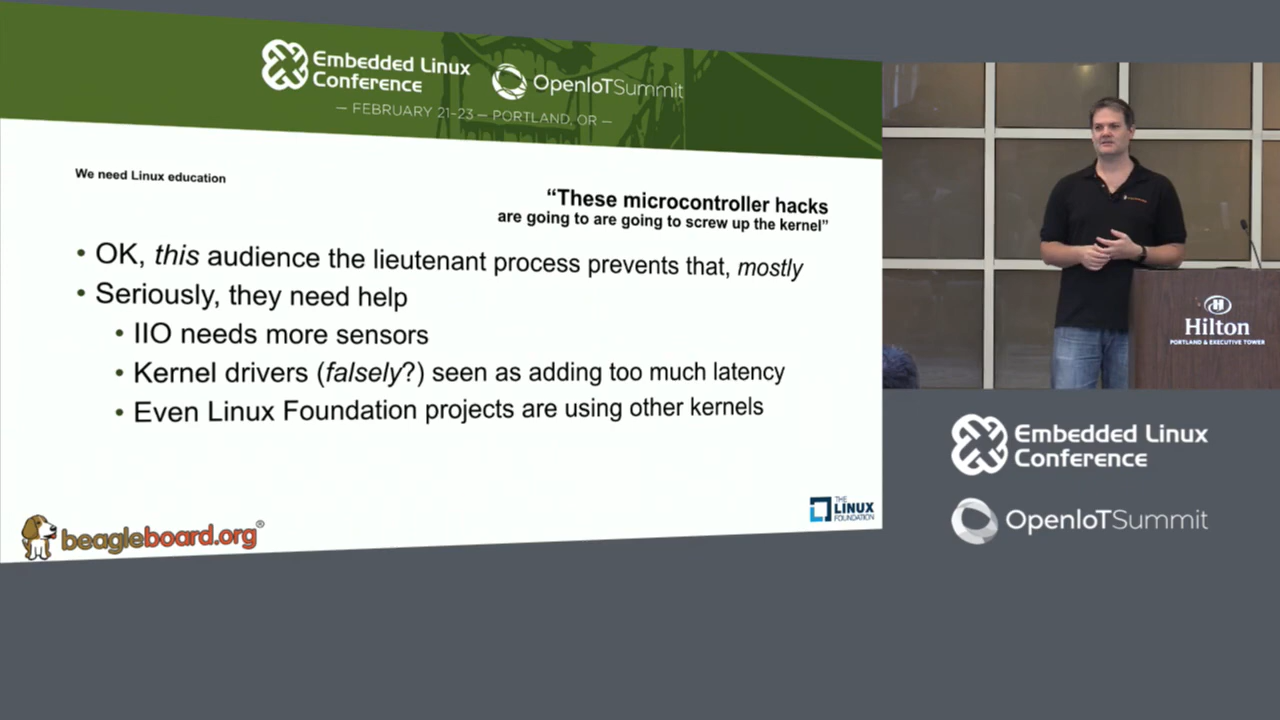 Embedded Linux
Conference
OpenIoTSummit
— FEBRUARY 21-23 — PORTLAND, OR —
We need Linux education
“These microcontroller hacks
are going to are going to screw up the kernel”
• OK, this audience the lieutenant process prevents that, mostly
• Seriously, they need help
• IIO needs more sensors
• Kernel drivers (falsely?) seen as adding too much latency
• Even Linux Foundation projects are using other kernels
beagleboard.org®
THE
LINUX
FOUNDATION
Hilton
PORTLAND & EXECUTIVE TOWER
Embedded Linux
Conference
OpenIoTSummit